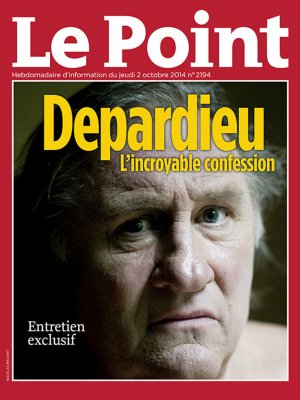 Le Point
Hebdomadaire d'information du jeudi 2 octobre 2014 n° 2194
Depardieu
L'incroyable confession
Entretien
exclusif